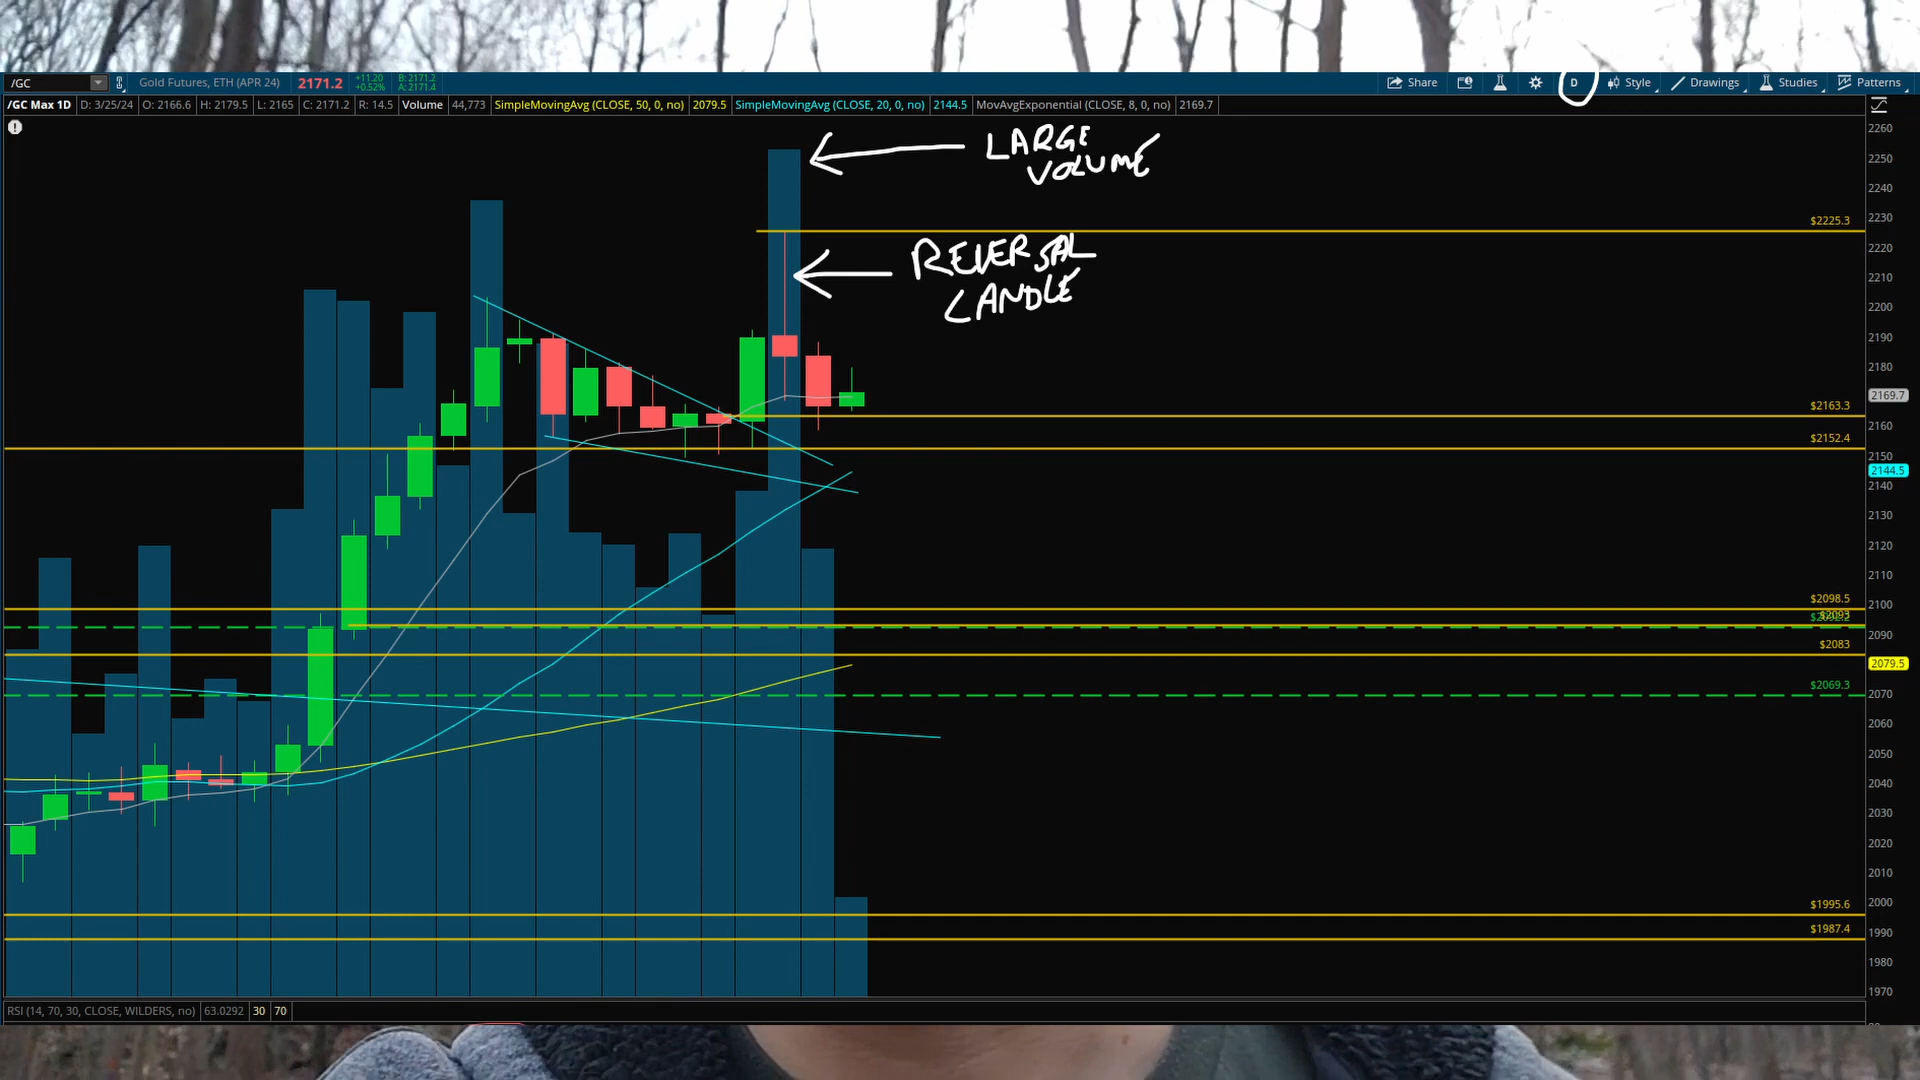 /GC
Gold Futures, ETH (APR 24)
2171.2
+11.20
+0.52%
B: 2171.2
A: 2171.4
Share
D
Style
Drawings
Studies
Patterns
/GC Max 1D
D: 3/25/24
O: 2166.6
H: 2179.5
L: 2165
C: 2171.2
R: 14.5
Volume
44,773
SimpleMovingAvg (CLOSE, 50, 0, no)
2079.5
SimpleMovingAvg (CLOSE, 20, 0, no)
2144.5
MovAvgExponential (CLOSE, 8, 0, no)
2169.7
LARGE
VOLUME
REVERSAL
CANDLE
$2225.3
$2163.3
$2152.4
$2098.5
$2083
$2069.3
$1995.6
$1987.4
2260
2250
2240
2230
2220
2210
2200
2190
2180
2169.7
2160
2150
2144.5
2140
2130
2120
2110
2100
2090
2079.5
2070
2060
2050
2040
2030
2020
2010
2000
1990
1980
1970
RSI (14, 70, 30, CLOSE, WILDERS, no)
63.0292
30
70